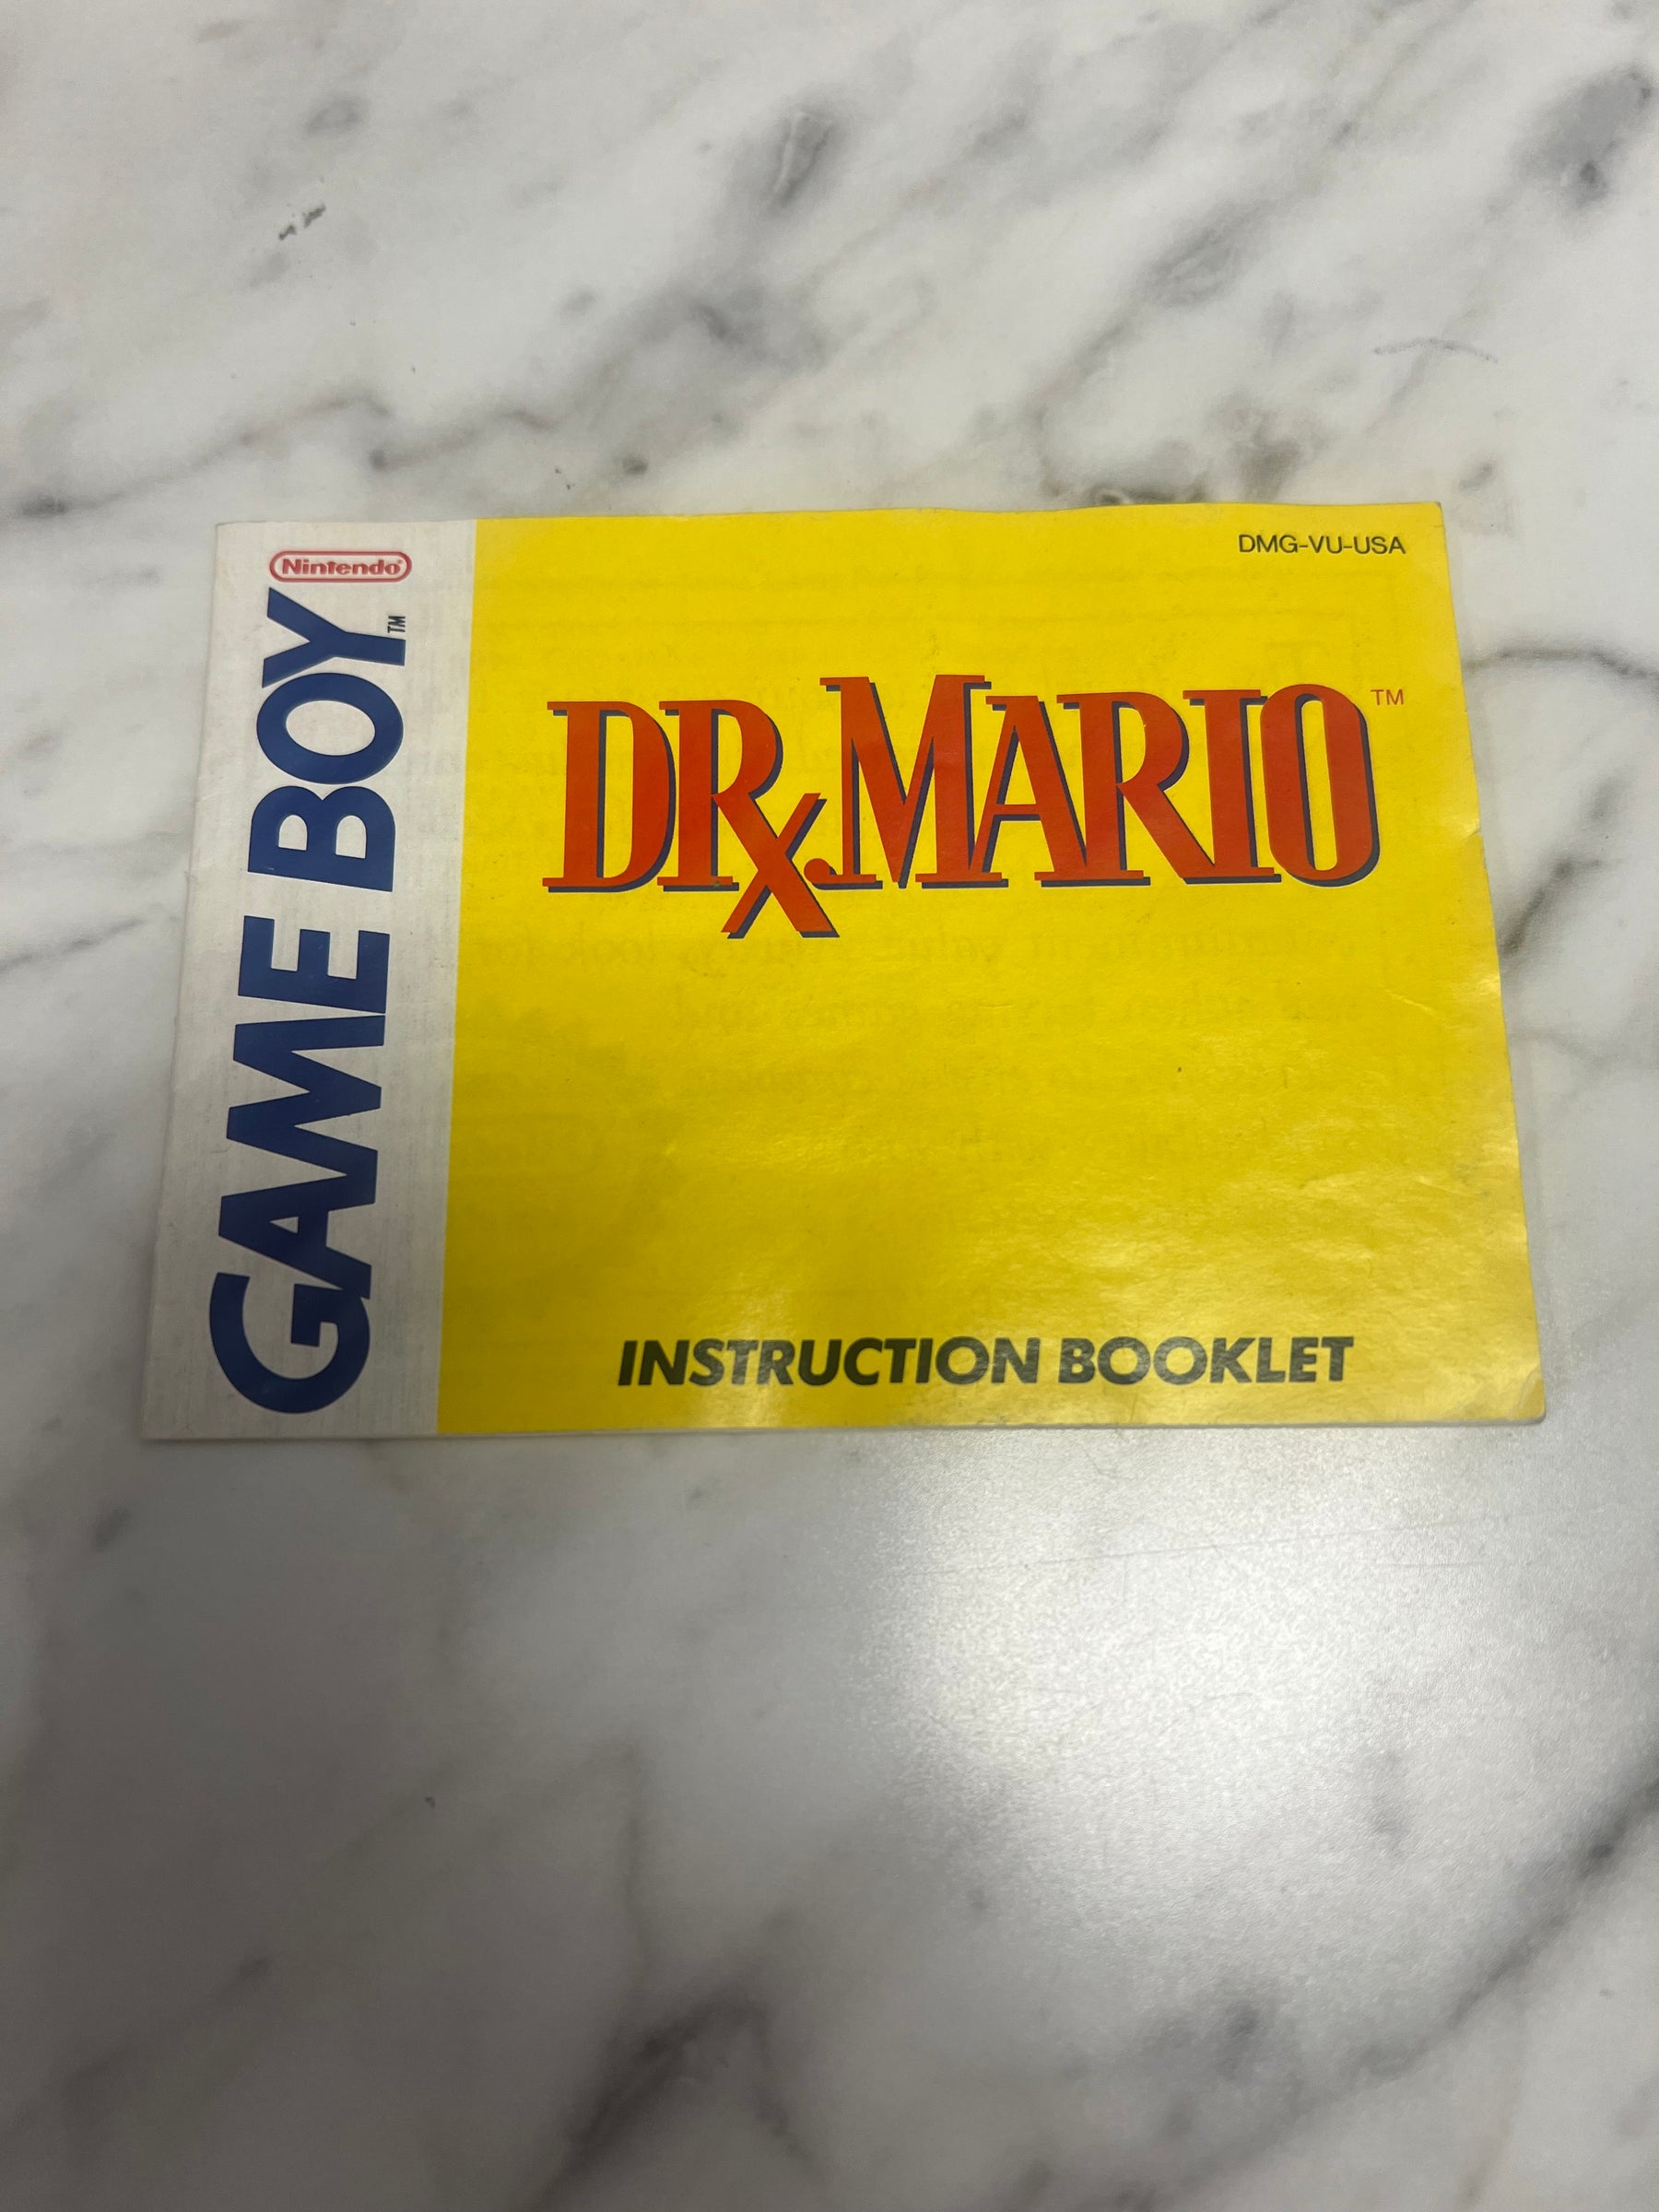 Nintendo®
GAME BOY™
DMG-VU-USA
DR. MARIO™
INSTRUCTION BOOKLET